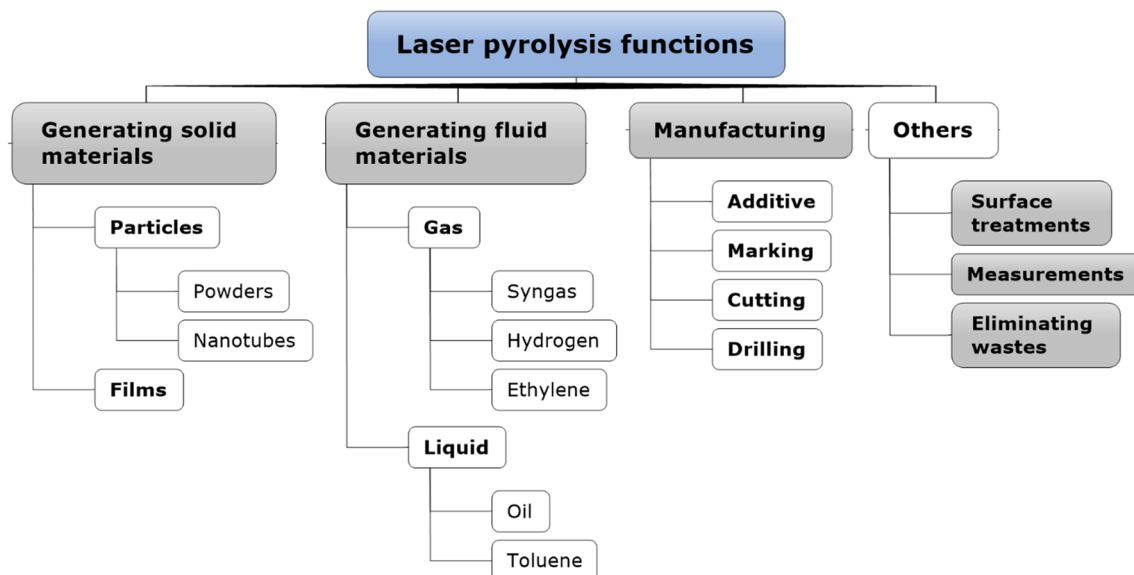 Laser pyrolysis functions
Generating solid
materials
Particles
Powders
Nanotubes
Films
Generating fluid
materials
Gas
Syngas
Hydrogen
Ethylene
Liquid
Oil
Toluene
Manufacturing
Additive
Marking
Cutting
Drilling
Others
Surface
treatments
Measurements
Eliminating
wastes